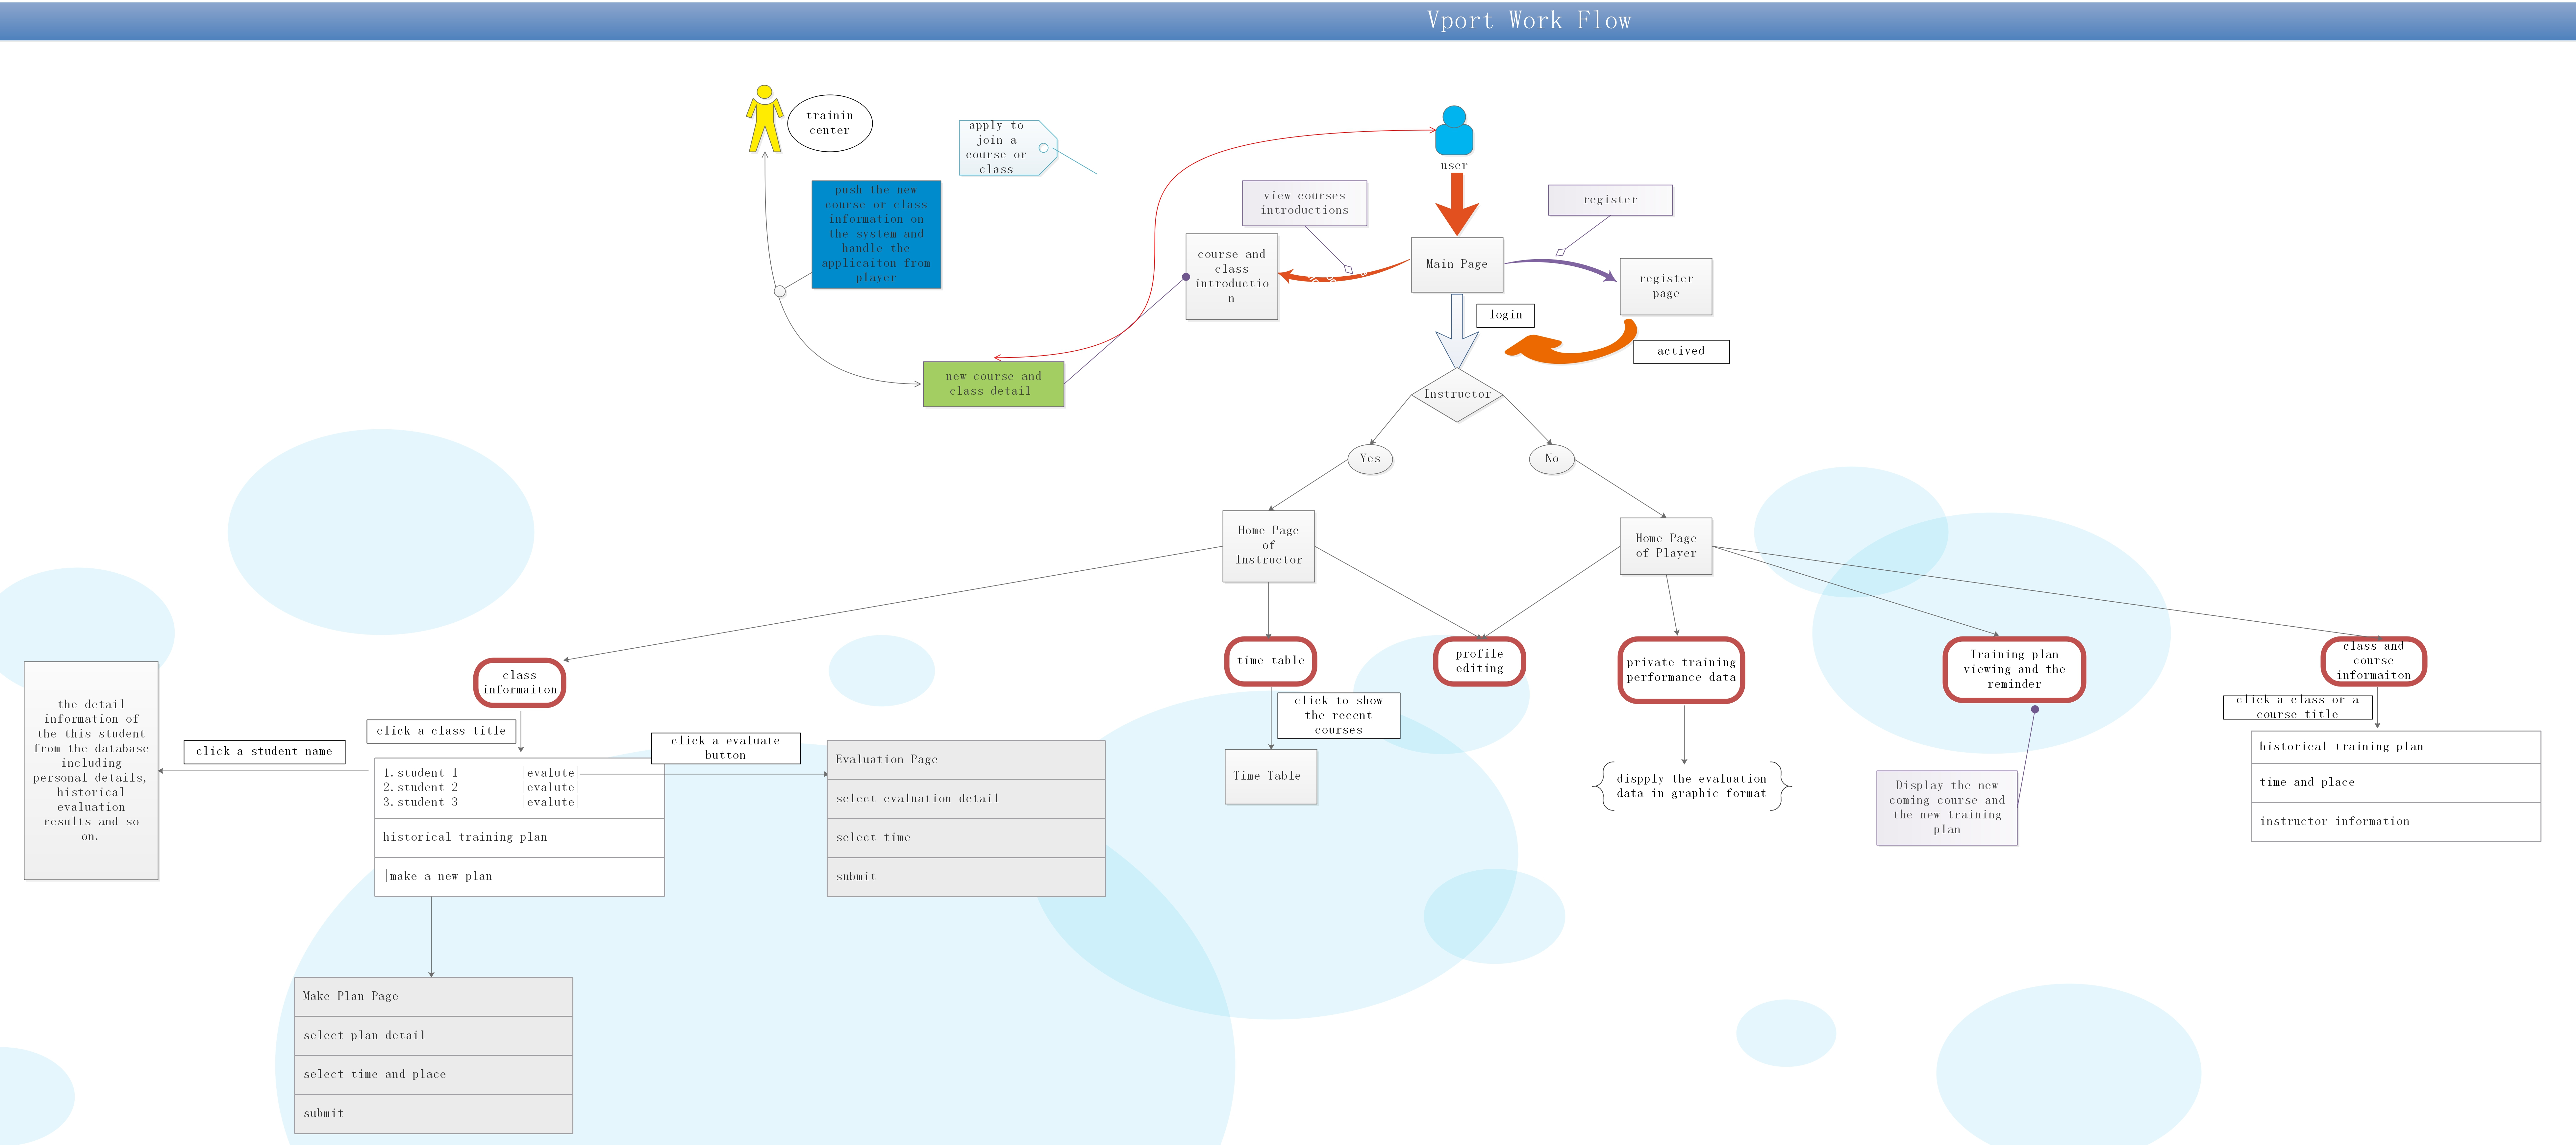 Vport Work Flow
trainin
center
apply to
join a
course or
class
user
push the new
course or class
information on
the system and
handle the
applicaiton from
player
view courses
introductions
register
course and
class
introductio
n
Main Page
register
page
login
actived
new course and
class detail
Instructor
Yes
No
Home Page
of
Instructor
Home Page
of Player
class
informaiton
time table
profile
editing
private training
performance data
Training plan
viewing and the
reminder
class and
course
informaiton
the detail
information of
the this student
from the database
including
personal details,
historical
evaluation
results and so
on.
click a student name
click a class title
click a evaluate
button
click to show
the recent
courses
click a class or a
course title
1.student 1 |evalute|
2.student 2 |evalute|
3.student 3 |evalute|
historical training plan
|make a new plan|
Evaluation Page
select evaluation detail
select time
submit
Time Table
dispply the evaluation
data in graphic format
Display the new
coming course and
the new training
plan
historical training plan
time and place
instructor information
Make Plan Page
select plan detail
select time and place
submit